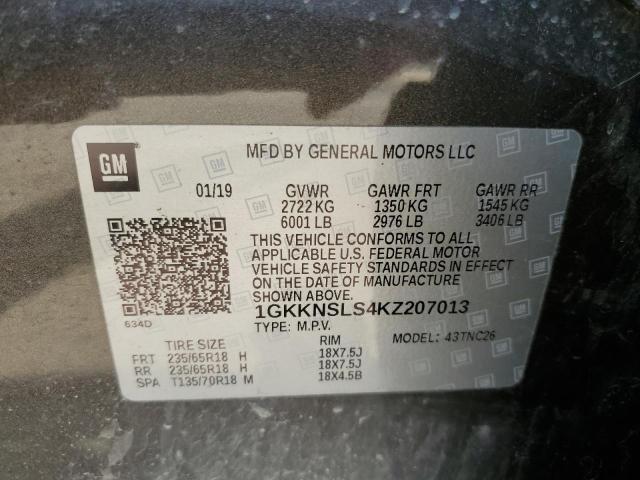 GM
MFD BY GENERAL MOTORS LLC
01/19 GVWR GAWR FRT GAWR RR
2722 KG 1350 KG 1545 KG
6001 LB 2976 LB 3406 LB
THIS VEHICLE CONFORMS TO ALL
APPLICABLE U.S. FEDERAL MOTOR
VEHICLE SAFETY STANDARDS IN EFFECT
ON THE DATE OF MANUFACTURE
SHOWN ABOVE.
1GKKNSLS4KZ207013
634D
TYPE: M.P.V. MODEL: 43TNC26
TIRE SIZE RIM
FRT 235/65R18 H 18X7.5J
RR 235/65R18 H 18X7.5J
SPA T135/70R18 M 18X4.5B